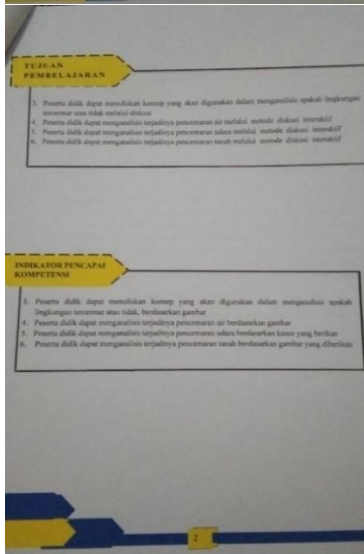 TUJUAN
PEMBELAJARAN
3. Peserta didik dapat menuliskan konsep yang akan digunakan dalam menganalisis apakah lingkungan
tercemar atau tidak melalui diskusi
4. Peserta didik dapat menganalisis terjadinya pencemaran air melalui metode diskusi interaktif
5. Peserta didik dapat menganalisis terjadinya pencemaran udara melalui metode diskusi interaktif
6. Peserta didik dapat menganalisis terjadinya pencemaran tanah melalui metode diskusi interaktif
INDIKATOR PENCAPAI
KOMPETENSI
3. Peserta didik dapat menuliskan konsep yang akan digunakan dalam menganalisis apakah
lingkungan tercemar atau tidak, berdasarkan gambar
4. Peserta didik dapat menganalisis terjadinya pencemaran air berdasarkan gambar
5. Peserta didik dapat menganalisis terjadinya pencemaran udara berdasarkan kasus yang berikan
6. Peserta didik dapat menganalisis terjadinya pencemaran tanah berdasarkan gambar yang diberikan
2